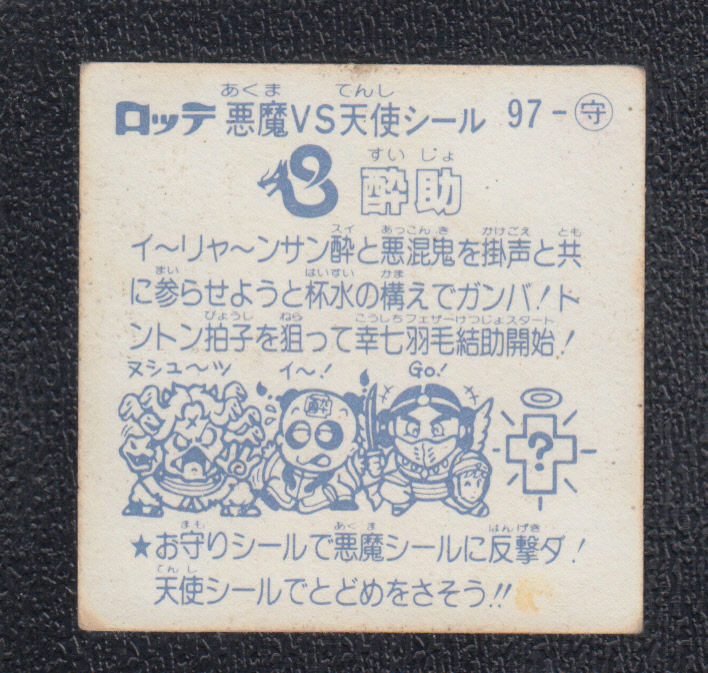 あくま てんし
ロッテ 悪魔VS天使シール 97-守
すい じょ
酔助
スイ あっこんき かけごえ とも
イ〜リャ〜ンサン酔と悪混鬼を掛声と共
まい はいすい かま
に参らせようと杯水の構えでガンバ!ド
びょうし ねら こうしちフェザーけつじょスタート
ントン拍子を狙って幸七羽毛結助開始!
ヌシュ〜ツ イ〜! GO!
酔 ?
まも あくま はんげき
★お守りシールで悪魔シールに反撃ダ!
てんし
天使シールでとどめをさそう!!